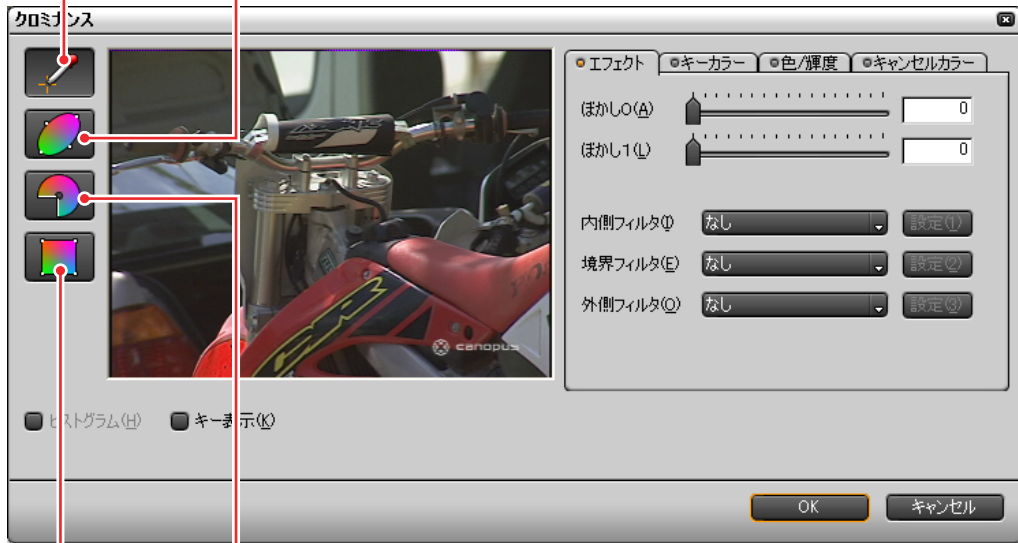 クロミナンス
エフェクト キーカラー 色/輝度 キャンセルカラー
ぼかし0(A) 0
ぼかし1(L) 0
内側フィルタ(I) なし 設定(1)
境界フィルタ(E) なし 設定(2)
外側フィルタ(O) なし 設定(3)
canopus
ヒストグラム(H) キー表示(K)
OK キャンセル